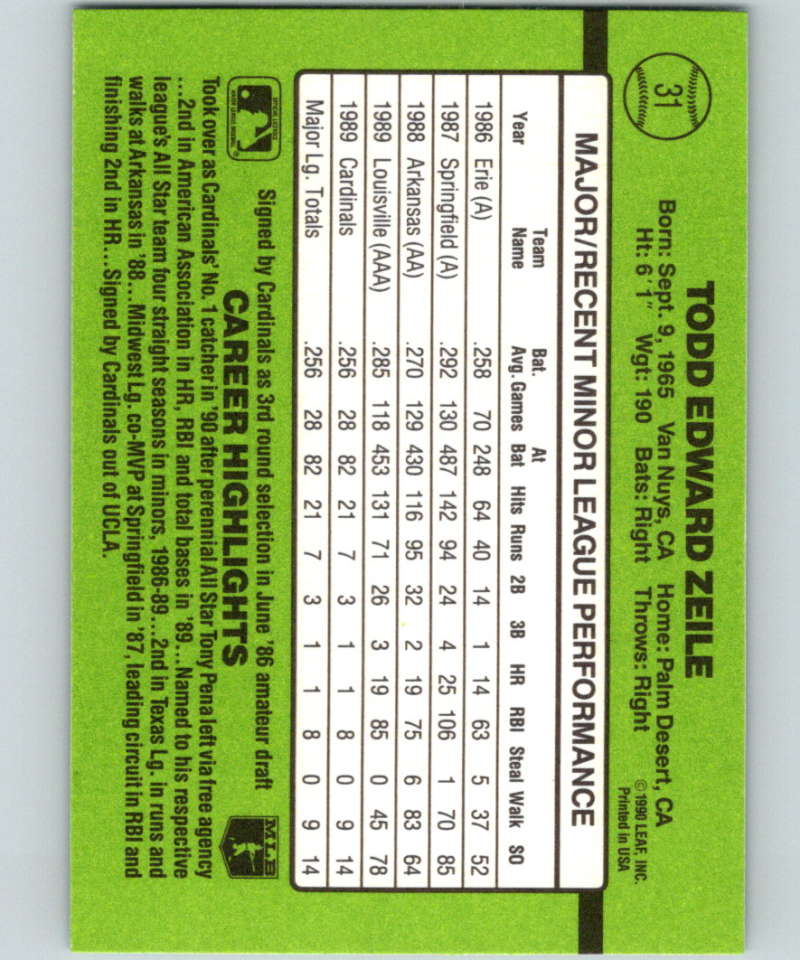 31
TODD EDWARD ZEILE
Born: Sept. 9, 1965 Van Nuys, CA Home: Palm Desert, CA
Ht: 6'1" Wgt: 190 Bats: Right Throws: Right
© 1990 LEAF, INC.
Printed in USA
MAJOR/RECENT MINOR LEAGUE PERFORMANCE
Year Team Name Bat. Avg. Games At Bat Hits Runs 2B 3B HR RBI Steal Walk SO
1986 Erie (A) .258 70 248 64 40 14 1 14 63 5 37 52
1987 Springfield (A) .292 130 487 142 94 24 4 25 106 1 70 85
1988 Arkansas (AA) .270 129 430 116 95 32 2 19 75 6 83 64
1989 Louisville (AAA) .285 118 453 131 71 26 3 19 85 0 45 78
1989 Cardinals .256 28 82 21 7 3 1 1 8 0 9 14
Major Lg. Totals .256 28 82 21 7 3 1 1 8 0 9 14
Signed by Cardinals as 3rd round selection in June '86 amateur draft
CAREER HIGHLIGHTS
Took over as Cardinals' No. 1 catcher in '90 after perennial All Star Tony Pena left via free agency
...2nd in American Association in HR, RBI and total bases in '89...Named to his respective
league's All Star team four straight seasons in minors, 1986-89...2nd in Texas Lg. in runs and
walks at Arkansas in '88...Midwest Lg. co-MVP at Springfield in '87, leading circuit in RBI and
finishing 2nd in HR...Signed by Cardinals out of UCLA.
OFFICIAL LICENSEE
MAJOR LEAGUE BASEBALL
MLB